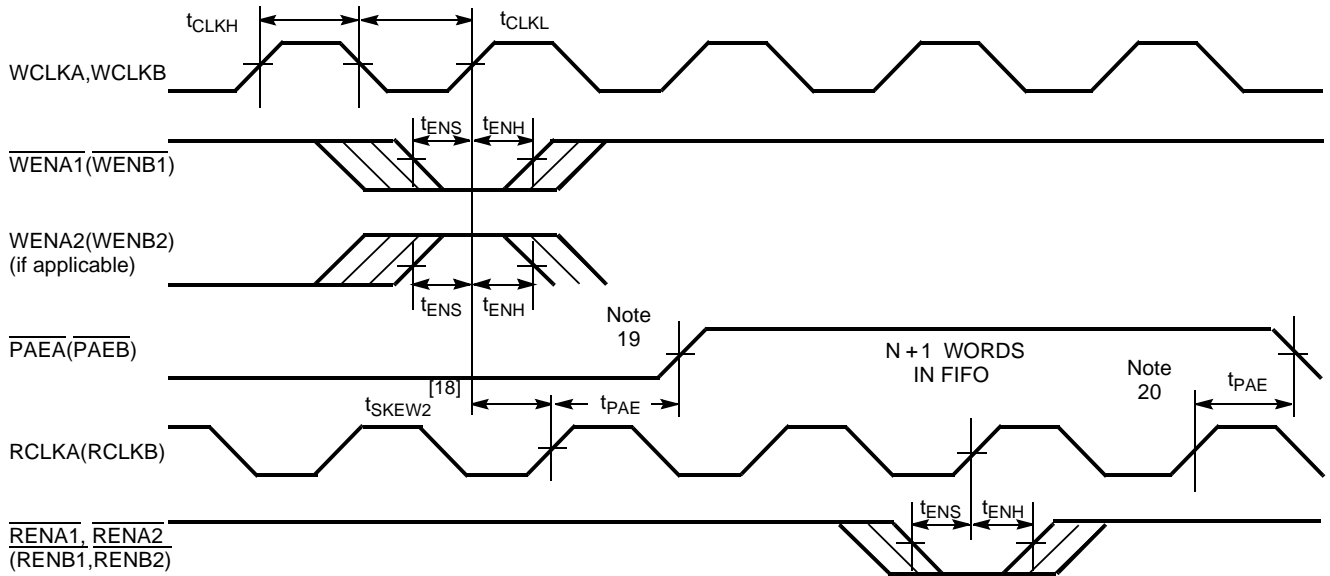 tCLKH
tCLKL
WCLKA,WCLKB
tENS
tENH
WENA1(WENB1)
WENA2(WENB2)
(if applicable)
tENS
tENH
Note
19
PAEA(PAEB)
N +1 WORDS
IN FIFO
Note
20
tPAE
[18]
tSKEW2
tPAE
RCLKA(RCLKB)
tENS
tENH
RENA1, RENA2
(RENB1,RENB2)